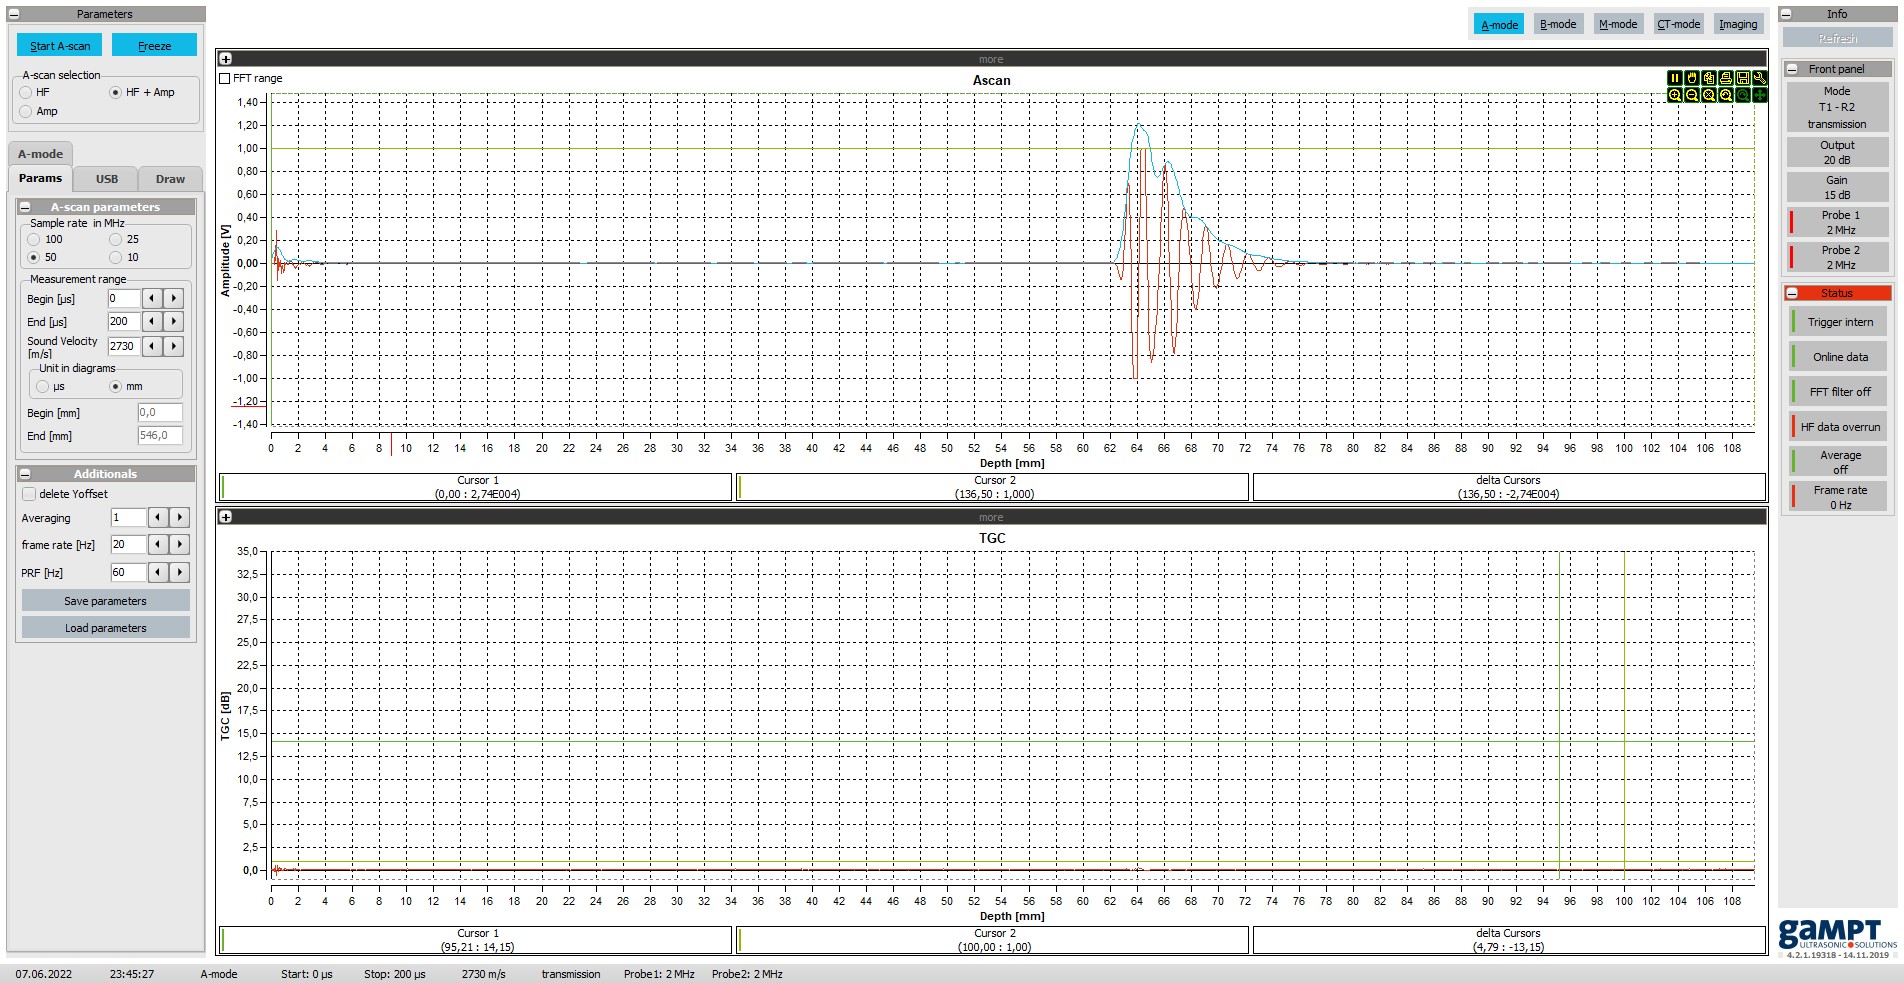 Parameters
Start A-scan
Freeze
A-scan selection
HF
HF + Amp
Amp
A-mode
Params
USB
Draw
A-scan parameters
Sample rate in MHz
100
25
50
10
Measurement range
Begin [µs]
0
End [µs]
200
Sound Velocity
[m/s]
2730
Unit in diagrams
µs
mm
Begin [mm]
0,0
End [mm]
546,0
Additionals
delete Yoffset
Averaging
1
frame rate [Hz]
20
PRF [Hz]
60
Save parameters
Load parameters
A-mode
B-mode
M-mode
CT-mode
Imaging
more
FFT range
Ascan
1,40
1,20
1,00
0,80
0,60
0,40
0,20
0,00
-0,20
-0,40
-0,60
-0,80
-1,00
-1,20
-1,40
Amplitude [V]
0 2 4 6 8 10 12 14 16 18 20 22 24 26 28 30 32 34 36 38 40 42 44 46 48 50 52 54 56 58 60 62 64 66 68 70 72 74 76 78 80 82 84 86 88 90 92 94 96 98 100 102 104 106 108
Depth [mm]
Cursor 1
(0,00 : 2,74E004)
Cursor 2
(136,50 : 1,000)
delta Cursors
(136,50 : -2,74E004)
more
TGC
35,0
32,5
30,0
27,5
25,0
22,5
20,0
17,5
15,0
12,5
10,0
7,5
5,0
2,5
0,0
TGC [dB]
0 2 4 6 8 10 12 14 16 18 20 22 24 26 28 30 32 34 36 38 40 42 44 46 48 50 52 54 56 58 60 62 64 66 68 70 72 74 76 78 80 82 84 86 88 90 92 94 96 98 100 102 104 106 108
Depth [mm]
Cursor 1
(95,21 : 14,15)
Cursor 2
(100,00 : 1,00)
delta Cursors
(4,79 : -13,15)
Info
Refresh
Front panel
Mode
T1 - R2
transmission
Output
20 dB
Gain
15 dB
Probe 1
2 MHz
Probe 2
2 MHz
Status
Trigger intern
Online data
FFT filter off
HF data overrun
Average
off
Frame rate
0 Hz
gAMPT
ULTRASONIC SOLUTIONS
4.2.1.19318 - 14.11.2019
07.06.2022 23:45:27 A-mode Start: 0 µs Stop: 200 µs 2730 m/s transmission Probe1: 2 MHz Probe2: 2 MHz